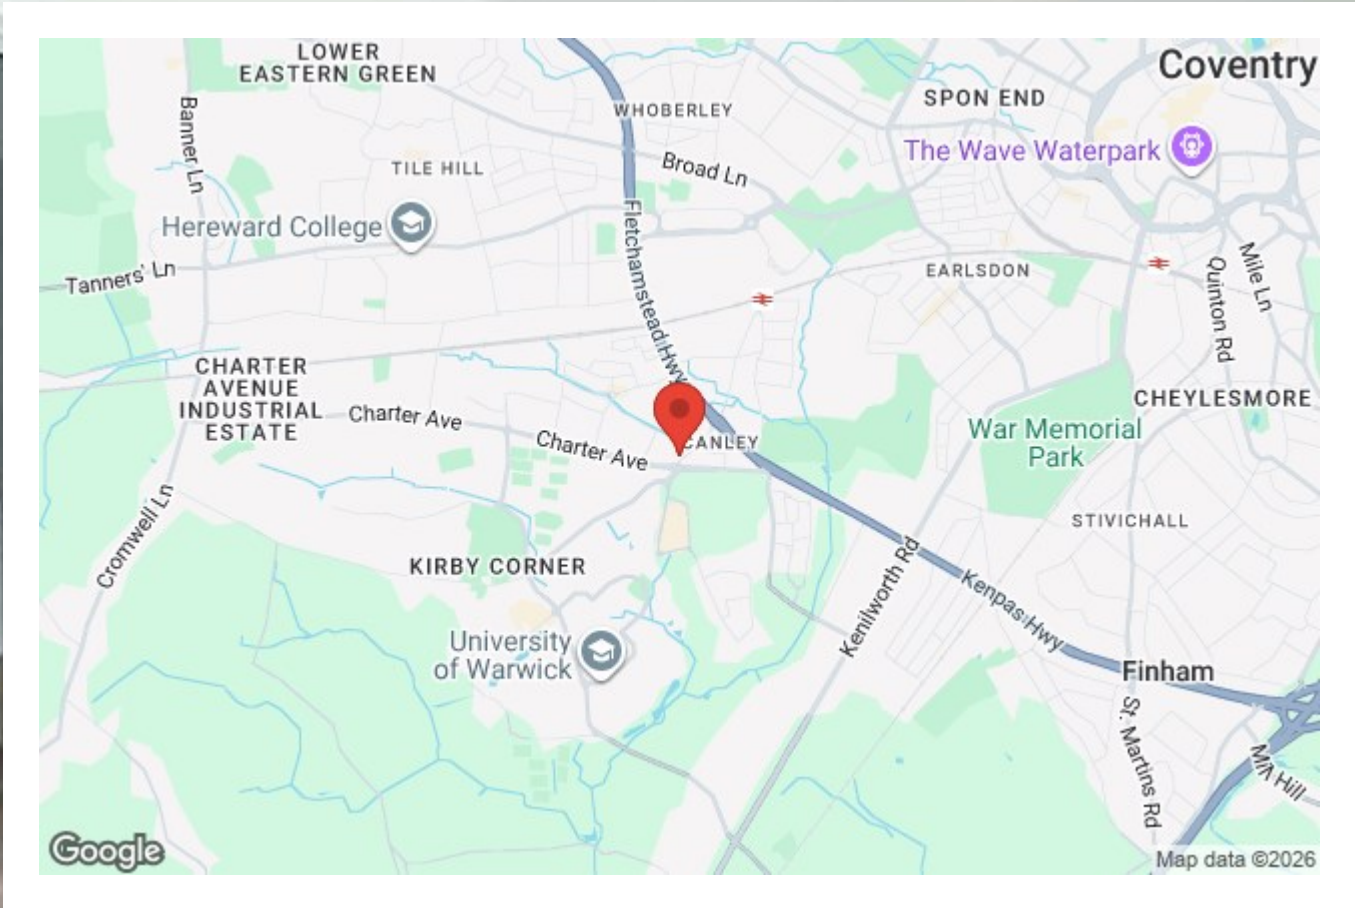 LOWER
EASTERN GREEN
Coventry
WHOBERLEY
SPON END
Banner Ln
The Wave Waterpark
TILE HILL
Broad Ln
Hereward College
Fletchamstead Hwy
Tanners' Ln
EARLSDON
Quinton Rd
Mile Ln
CHARTER
AVENUE
INDUSTRIAL
ESTATE
Charter Ave
Charter Ave
CANLEY
CHEYLESMORE
War Memorial
Park
Cromwell Ln
STIVICHALL
KIRBY CORNER
Kenilworth Rd
Kenpas Hwy
University
of Warwick
Finham
St. Martins Rd
Mill Hill
Google
Map data ©2026